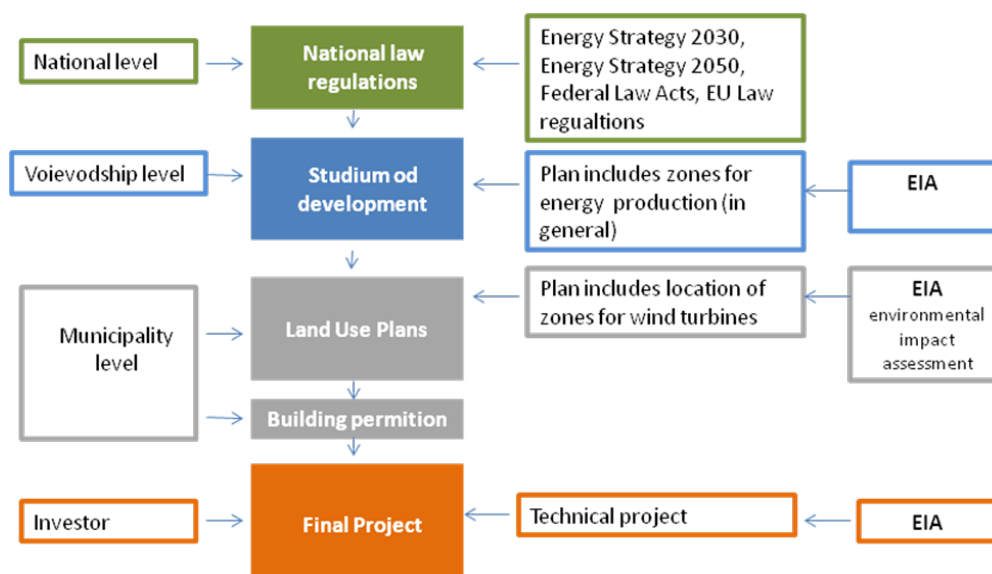 National level
National law
regulations
Energy Strategy 2030,
Energy Strategy 2050,
Federal Law Acts, EU Law
regualtions
Voievodship level
Studium od
development
Plan includes zones for
energy production (in
general)
EIA
Municipality
level
Land Use Plans
Plan includes location of
zones for wind turbines
EIA
environmental
impact
assessment
Building permition
Investor
Final Project
Technical project
EIA